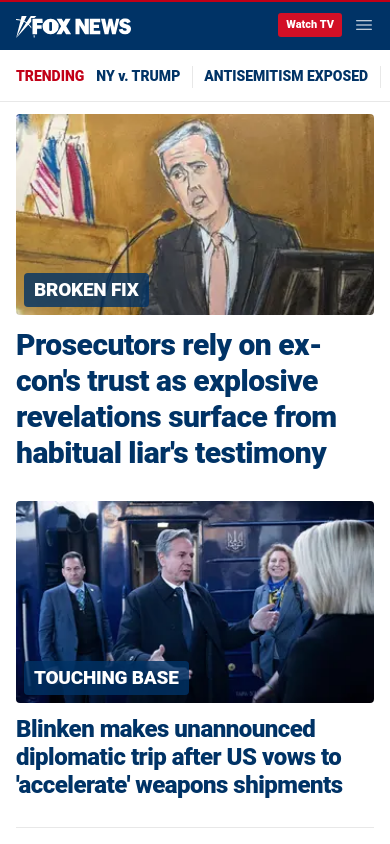 FOX NEWS
Watch TV
TRENDING NY v. TRUMP ANTISEMITISM EXPOSED
BROKEN FIX
Prosecutors rely on ex-
con's trust as explosive
revelations surface from
habitual liar's testimony
TOUCHING BASE
Blinken makes unannounced
diplomatic trip after US vows to
'accelerate' weapons shipments